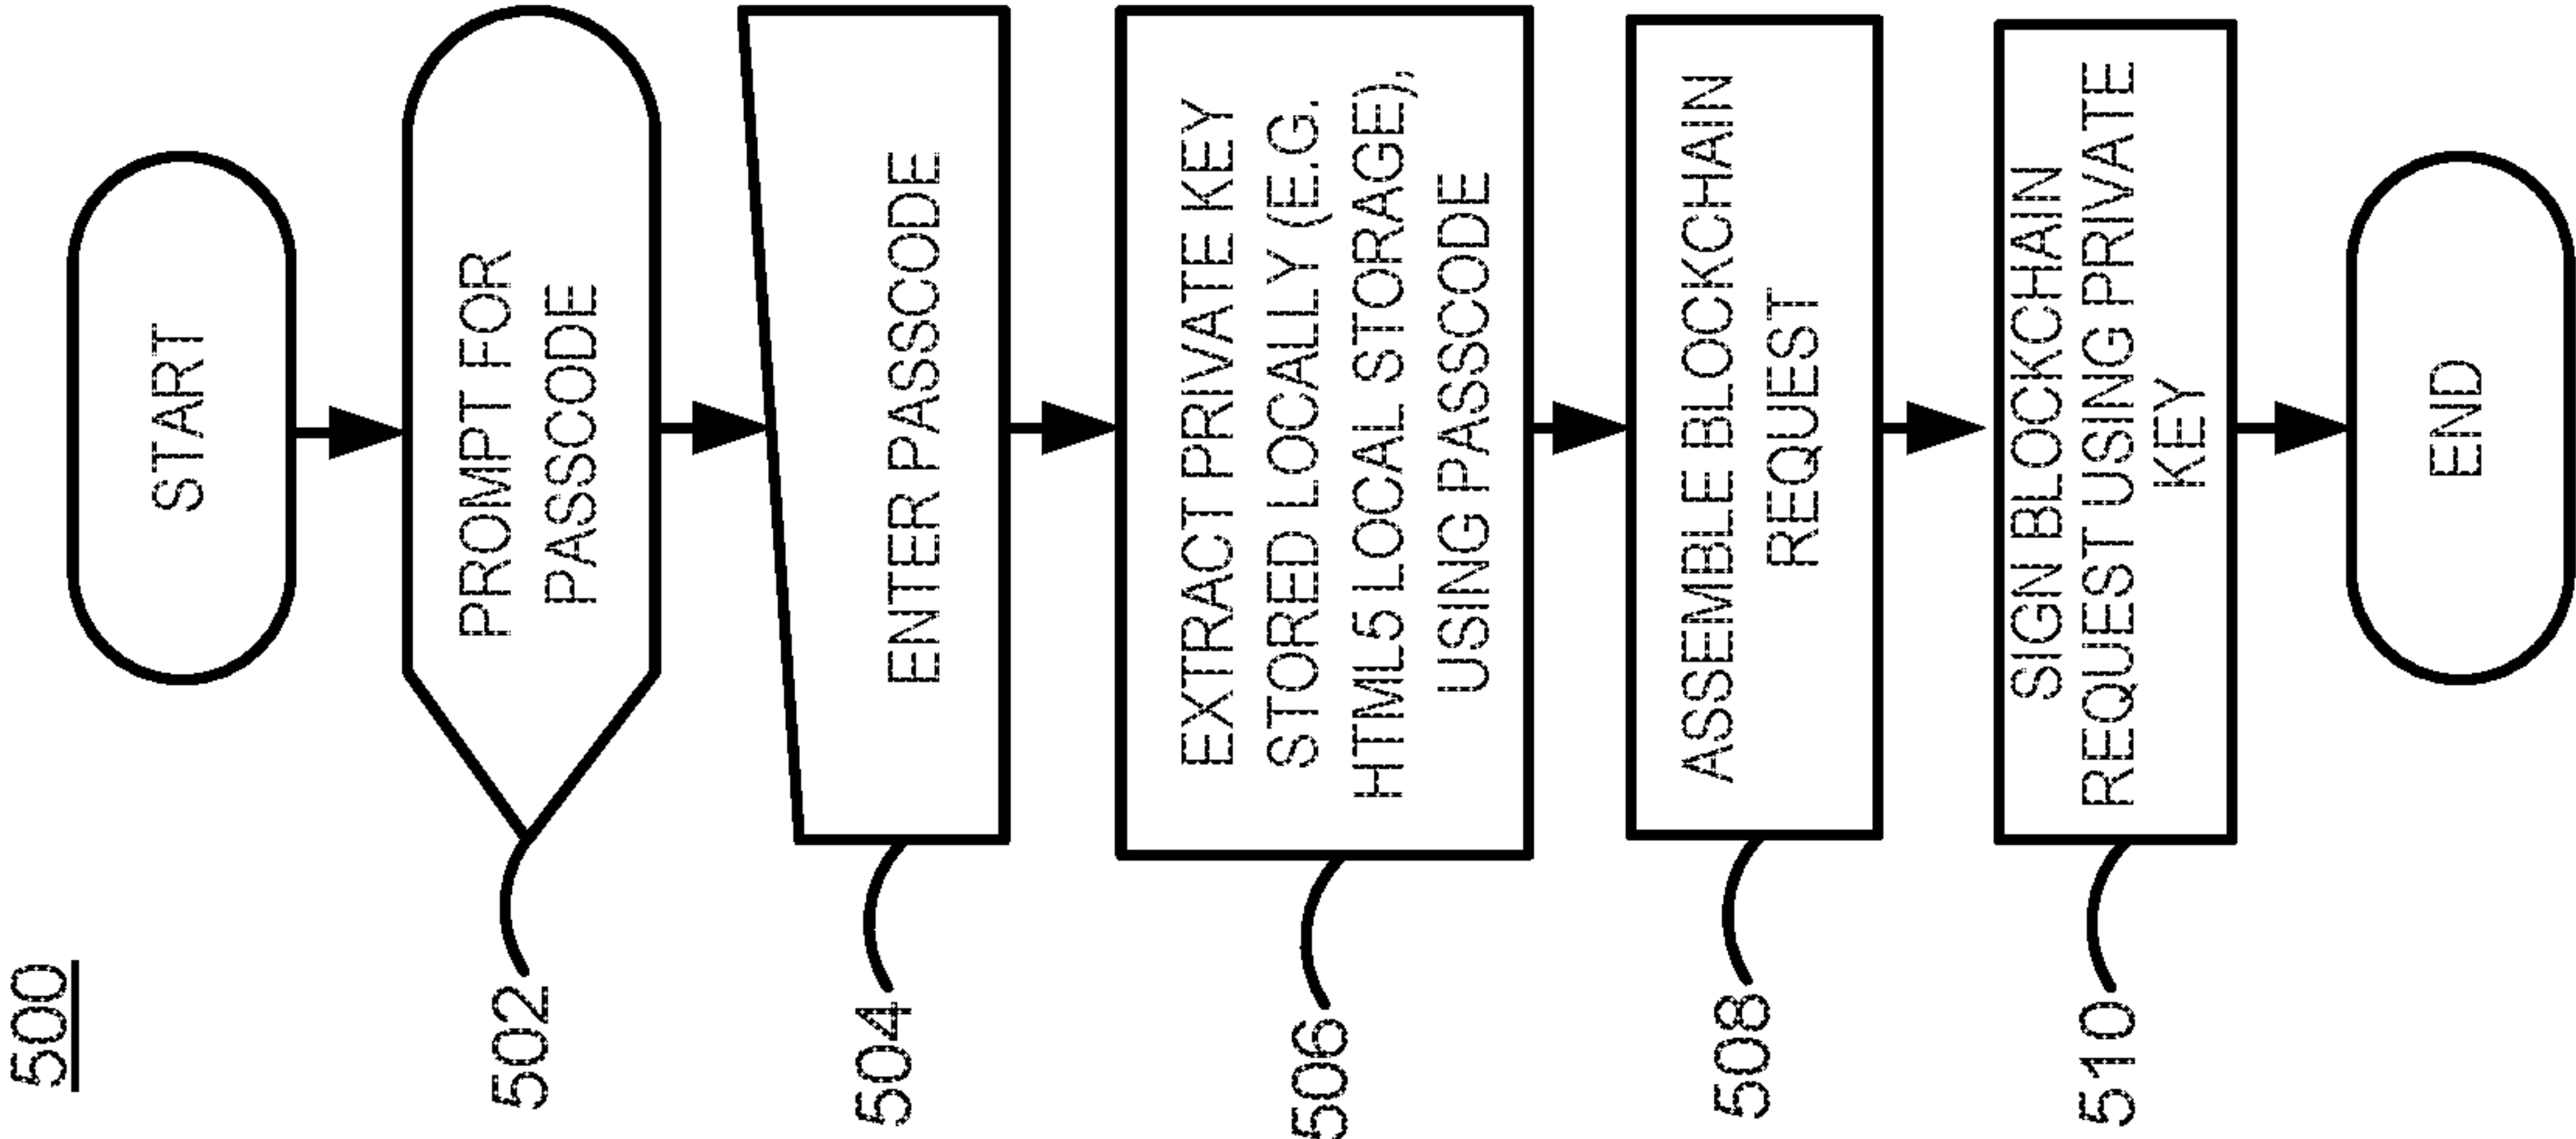 500
START
502
PROMPT FOR
PASSCODE
504
ENTER PASSCODE
506
EXTRACT PRIVATE KEY
STORED LOCALLY (E.G.
HTML5 LOCAL STORAGE),
USING PASSCODE
508
ASSEMBLE BLOCKCHAIN
REQUEST
510
SIGN BLOCKCHAIN
REQUEST USING PRIVATE
KEY
END